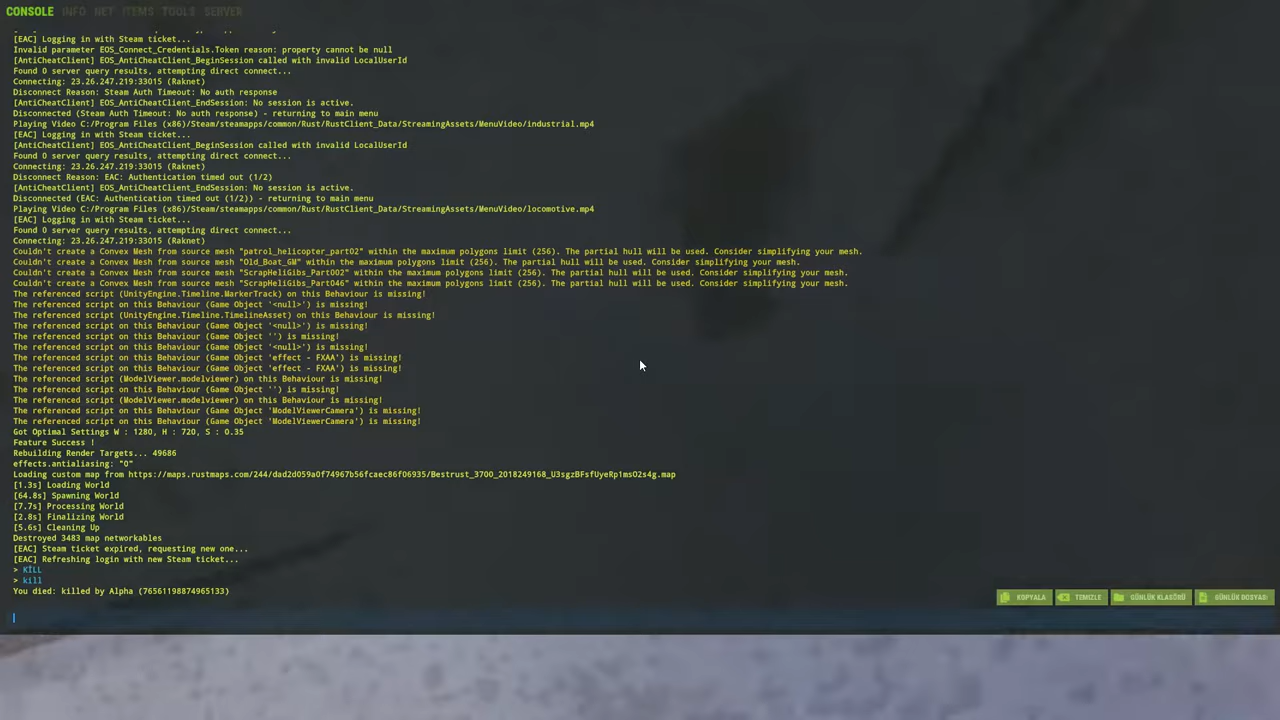 CONSOLE INFO NET ITEMS TOOLS SERVER
[EAC] Logging in with Steam ticket...
Invalid parameter EOS_Connect_Credentials.Token reason: property cannot be null
[AntiCheatClient] EOS_AntiCheatClient_BeginSession called with invalid LocalUserId
Found 0 server query results, attempting direct connect...
Connecting: 23.26.247.219:33015 (Raknet)
Disconnect Reason: Steam Auth Timeout: No auth response
[AntiCheatClient] EOS_AntiCheatClient_EndSession: No session is active.
Disconnected (Steam Auth Timeout: No auth response) - returning to main menu
Playing Video C:/Program Files (x86)/Steam/steamapps/common/Rust/RustClient_Data/StreamingAssets/MenuVideo/industrial.mp4
[EAC] Logging in with Steam ticket...
[AntiCheatClient] EOS_AntiCheatClient_BeginSession called with invalid LocalUserId
Found 0 server query results, attempting direct connect...
Connecting: 23.26.247.219:33015 (Raknet)
Disconnect Reason: EAC: Authentication timed out (1/2)
[AntiCheatClient] EOS_AntiCheatClient_EndSession: No session is active.
Disconnected (EAC: Authentication timed out (1/2)) - returning to main menu
Playing Video C:/Program Files (x86)/Steam/steamapps/common/Rust/RustClient_Data/StreamingAssets/MenuVideo/locomotive.mp4
[EAC] Logging in with Steam ticket...
Found 0 server query results, attempting direct connect...
Connecting: 23.26.247.219:33015 (Raknet)
Couldn't create a Convex Mesh from source mesh "patrol_helicopter_part02" within the maximum polygons limit (256). The partial hull will be used. Consider simplifying your mesh.
Couldn't create a Convex Mesh from source mesh "Old_Boat_GM" within the maximum polygons limit (256). The partial hull will be used. Consider simplifying your mesh.
Couldn't create a Convex Mesh from source mesh "ScrapHeliGibs_Part002" within the maximum polygons limit (256). The partial hull will be used. Consider simplifying your mesh.
Couldn't create a Convex Mesh from source mesh "ScrapHeliGibs_Part046" within the maximum polygons limit (256). The partial hull will be used. Consider simplifying your mesh.
The referenced script (UnityEngine.Timeline.MarkerTrack) on this Behaviour is missing!
The referenced script on this Behaviour (Game Object '<null>') is missing!
The referenced script (UnityEngine.Timeline.TimelineAsset) on this Behaviour is missing!
The referenced script on this Behaviour (Game Object '<null>') is missing!
The referenced script on this Behaviour (Game Object '') is missing!
The referenced script on this Behaviour (Game Object '<null>') is missing!
The referenced script on this Behaviour (Game Object 'effect - FXAA') is missing!
The referenced script on this Behaviour (Game Object 'effect - FXAA') is missing!
The referenced script (ModelViewer.modelviewer) on this Behaviour is missing!
The referenced script on this Behaviour (Game Object '') is missing!
The referenced script (ModelViewer.modelviewer) on this Behaviour is missing!
The referenced script on this Behaviour (Game Object 'ModelViewerCamera') is missing!
The referenced script on this Behaviour (Game Object 'ModelViewerCamera') is missing!
Got Optimal Settings W : 1280, H : 720, S : 0.35
Feature Success !
Rebuilding Render Targets... 49686
effects.antialiasing: "0"
Loading custom map from https://maps.rustmaps.com/244/dad2d059a0f74967b56fcaec86f06935/Bestrust_3700_2018249168_U3sgzBFsfUyeRp1msO2s4g.map
[1.3s] Loading World
[64.8s] Spawning World
[7.7s] Processing World
[2.8s] Finalizing World
[5.6s] Cleaning Up
Destroyed 3483 map networkables
[EAC] Steam ticket expired, requesting new one...
[EAC] Refreshing login with new Steam ticket...
> KİLL
> kill
You died: killed by Alpha (76561198874965133)
KOPYALA TEMIZLE GÜNLÜK KLASÖRÜ GÜNLÜK DOSYASI